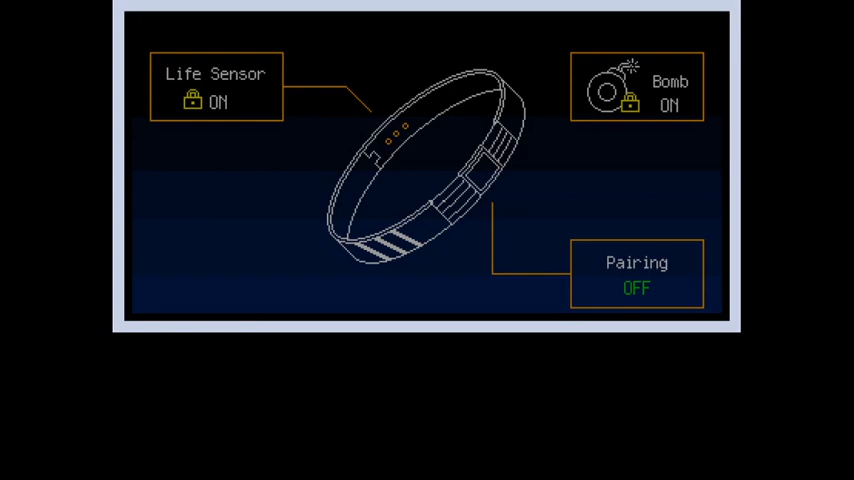 Life Sensor
ON
Bomb
ON
Pairing
OFF